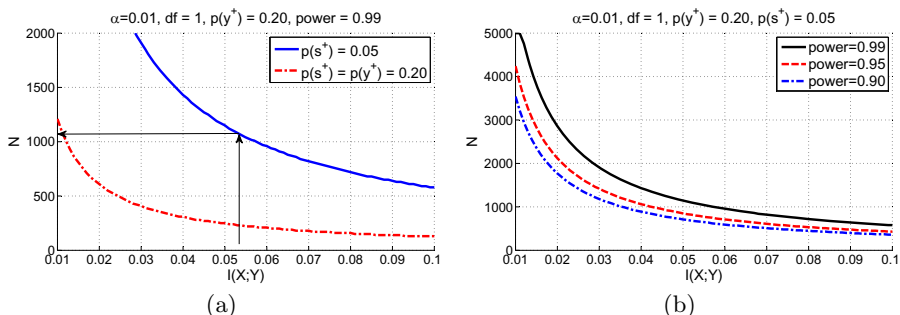 α=0.01, df = 1, p(y⁺) = 0.20, power = 0.99
2000
1500
1000
500
0
N
p(s⁺) = 0.05
p(s⁺) = p(y⁺) = 0.20
0.01 0.02 0.03 0.04 0.05 0.06 0.07 0.08 0.09 0.1
I(X;Y)
(a)
α=0.01, df = 1, p(y⁺) = 0.20, p(s⁺) = 0.05
5000
4000
3000
2000
1000
0
N
power=0.99
power=0.95
power=0.90
0.01 0.02 0.03 0.04 0.05 0.06 0.07 0.08 0.09 0.1
I(X;Y)
(b)